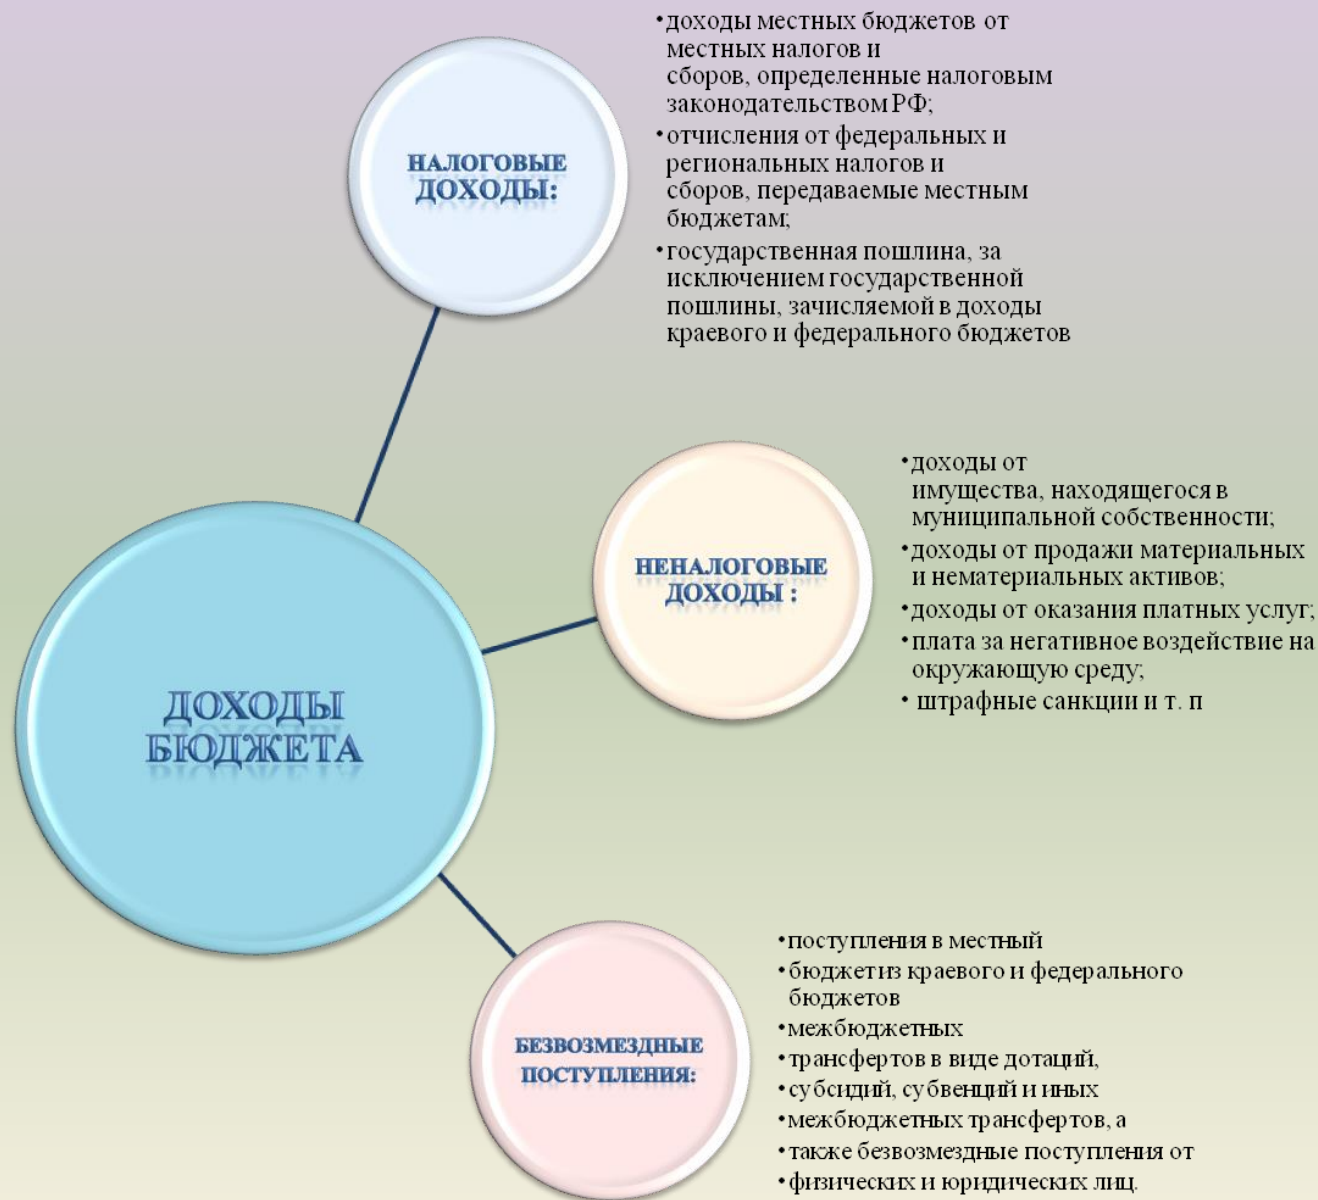 • доходы местных бюджетов от
местных налогов и
сборов, определенные налоговым
законодательством РФ;
• отчисления от федеральных и
региональных налогов и
сборов, передаваемые местным
бюджетам;
• государственная пошлина, за
исключением государственной
пошлины, зачисляемой в доходы
краевого и федерального бюджетов
НАЛОГОВЫЕ
ДОХОДЫ:
• доходы от
имущества, находящегося в
муниципальной собственности;
• доходы от продажи материальных
и нематериальных активов;
• доходы от оказания платных услуг;
• плата за негативное воздействие на
окружающую среду;
• штрафные санкции и т. п
НЕНАЛОГОВЫЕ
ДОХОДЫ :
ДОХОДЫ
БЮДЖЕТА
• поступления в местный
• бюджетиз краевого и федерального
бюджетов
• межбюджетных
• трансфертов в виде дотаций,
• субсидий, субвенций и иных
• межбюджетных трансфертов, а
• также безвозмездные поступления от
• физических и юридических лиц.
БЕЗВОЗМЕЗДНЫЕ
ПОСТУПЛЕНИЯ: